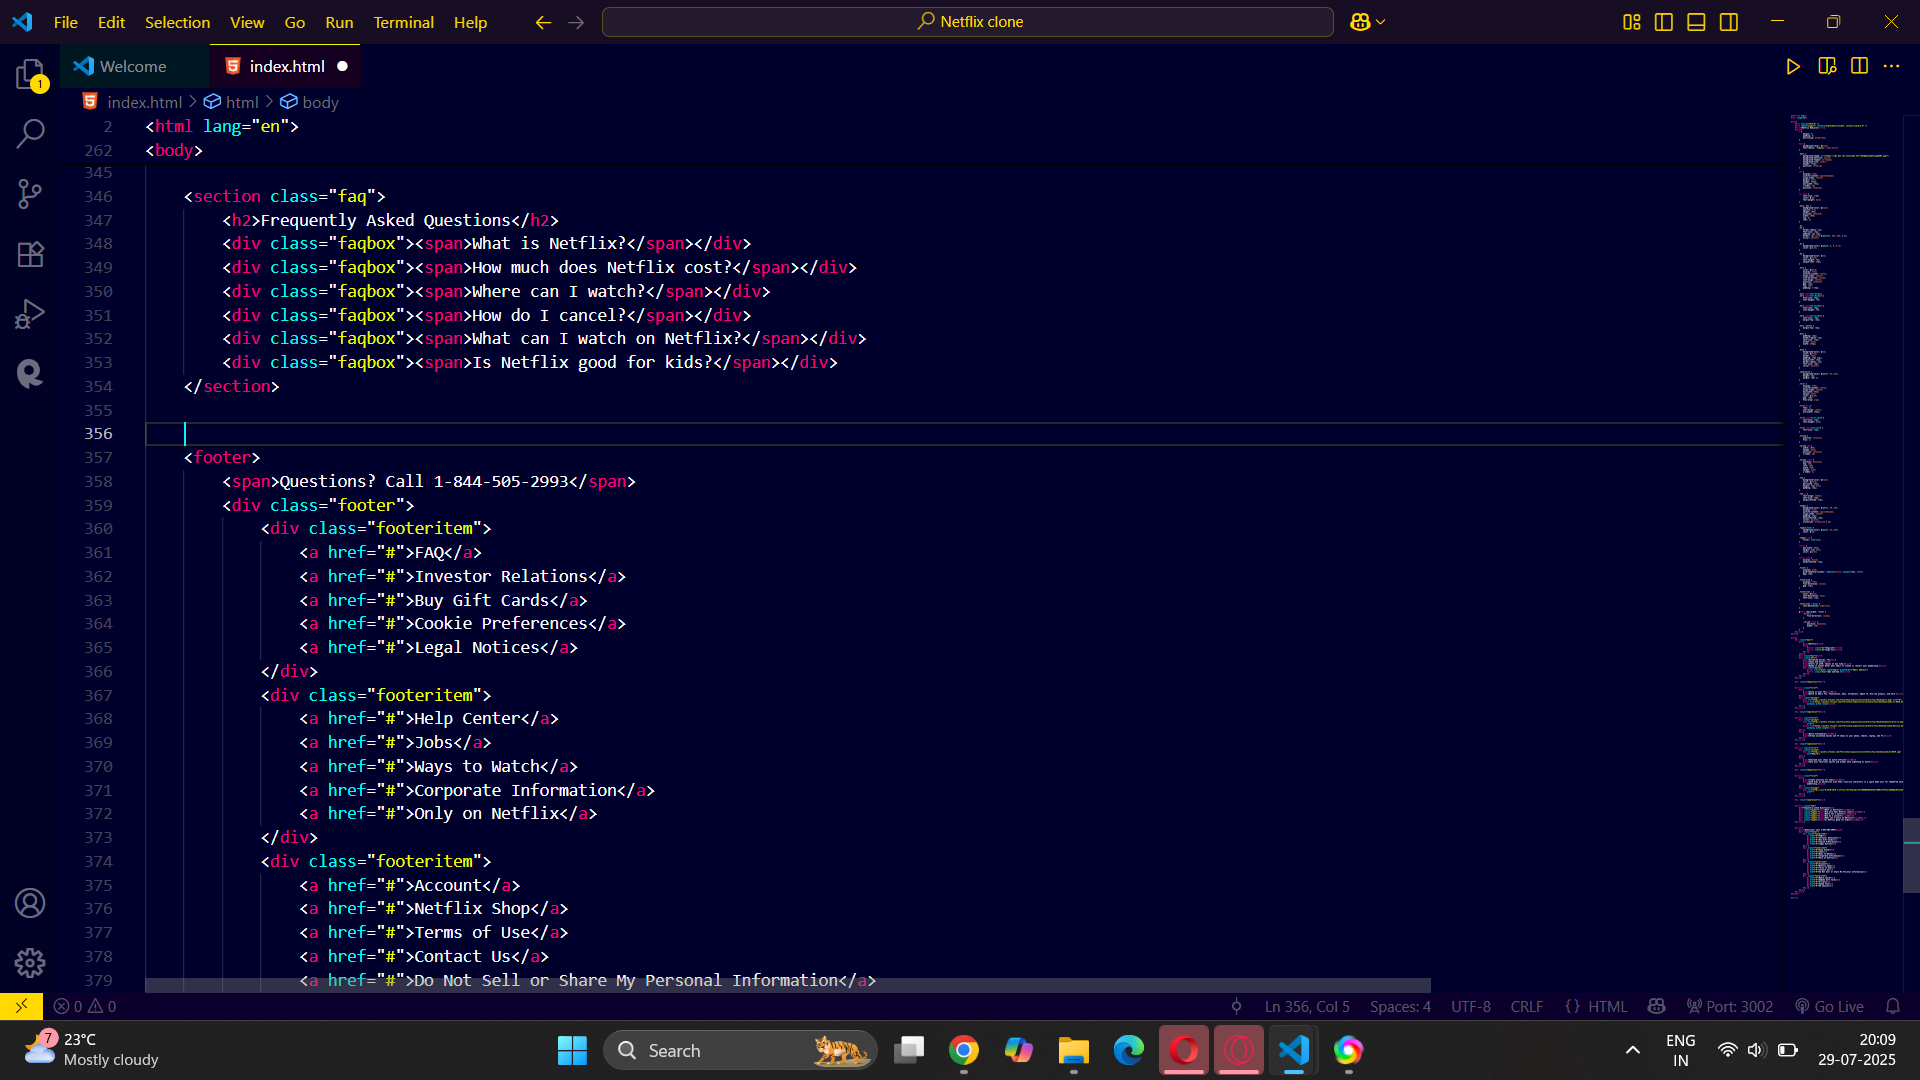 File Edit Selection View Go Run Terminal Help
Netflix clone
Welcome
index.html
index.html > html > body
1
2 <html lang="en">
262 <body>
345
346 <section class="faq">
347 <h2>Frequently Asked Questions</h2>
348 <div class="faqbox"><span>What is Netflix?</span></div>
349 <div class="faqbox"><span>How much does Netflix cost?</span></div>
350 <div class="faqbox"><span>Where can I watch?</span></div>
351 <div class="faqbox"><span>How do I cancel?</span></div>
352 <div class="faqbox"><span>What can I watch on Netflix?</span></div>
353 <div class="faqbox"><span>Is Netflix good for kids?</span></div>
354 </section>
355
356
357 <footer>
358 <span>Questions? Call 1-844-505-2993</span>
359 <div class="footer">
360 <div class="footeritem">
361 <a href="#">FAQ</a>
362 <a href="#">Investor Relations</a>
363 <a href="#">Buy Gift Cards</a>
364 <a href="#">Cookie Preferences</a>
365 <a href="#">Legal Notices</a>
366 </div>
367 <div class="footeritem">
368 <a href="#">Help Center</a>
369 <a href="#">Jobs</a>
370 <a href="#">Ways to Watch</a>
371 <a href="#">Corporate Information</a>
372 <a href="#">Only on Netflix</a>
373 </div>
374 <div class="footeritem">
375 <a href="#">Account</a>
376 <a href="#">Netflix Shop</a>
377 <a href="#">Terms of Use</a>
378 <a href="#">Contact Us</a>
379 <a href="#">Do Not Sell or Share My Personal Information</a>
0 0 Ln 356, Col 5 Spaces: 4 UTF-8 CRLF {} HTML Port: 3002 Go Live
7
23°C
Mostly cloudy
Search
ENG
IN
20:09
29-07-2025